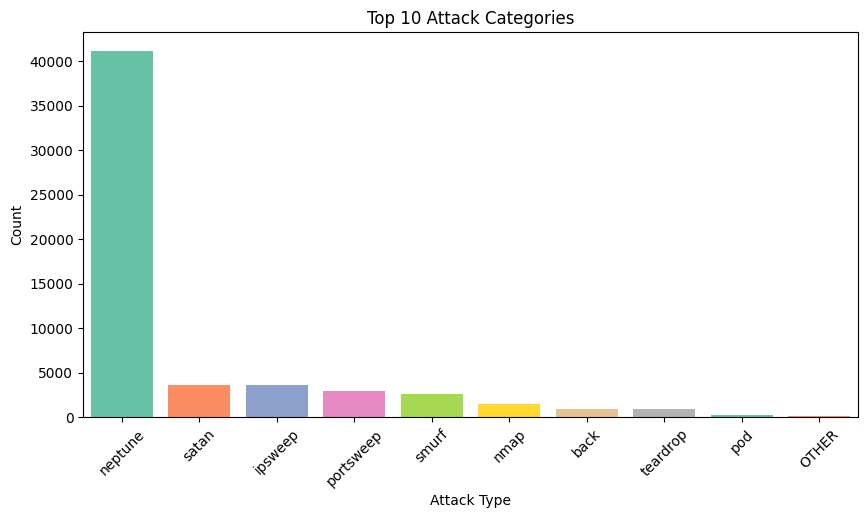 Top 10 Attack Categories
Count
40000
35000
30000
25000
20000
15000
10000
5000
0
neptune
satan
ipsweep
portsweep
smurf
nmap
back
teardrop
pod
OTHER
Attack Type